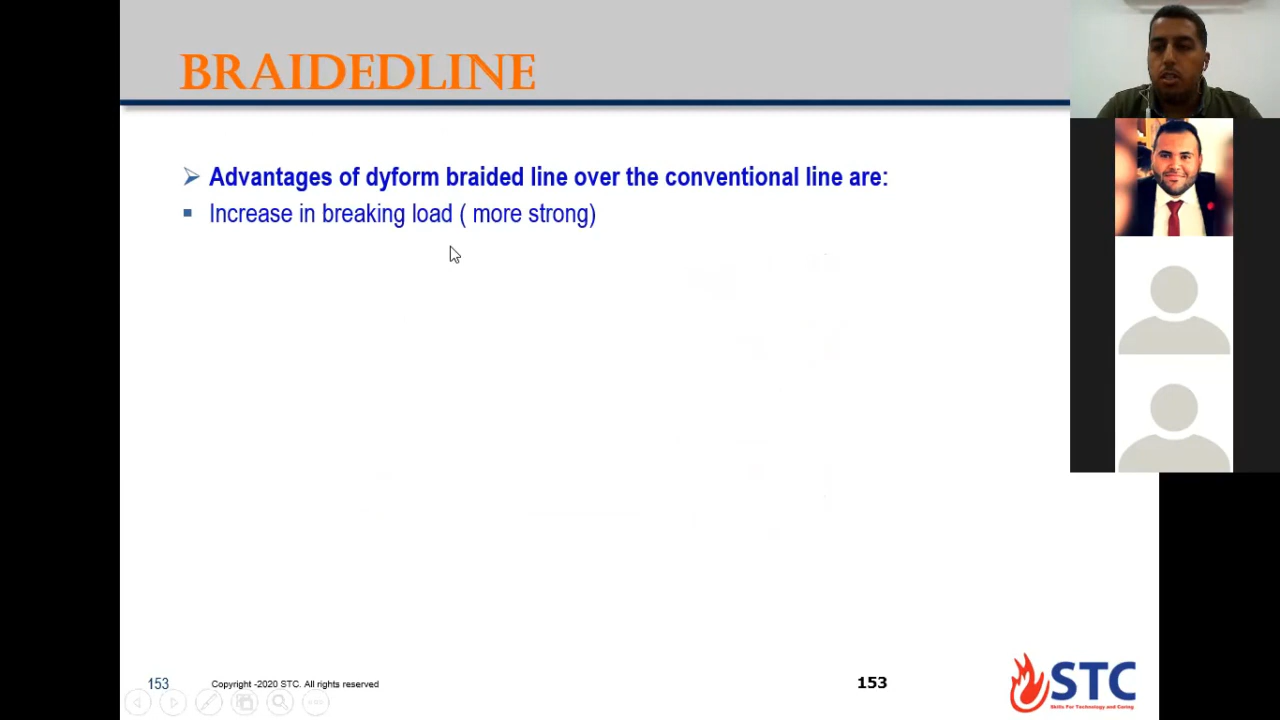 BRAIDEDLINE
Advantages of dyform braided line over the conventional line are:
Increase in breaking load ( more strong)
153
Copyright -2020 STC. All rights reserved
153
STC
Skills For Technology and Caring